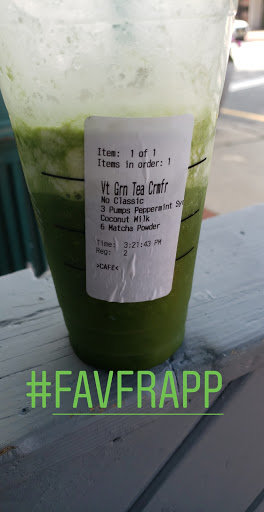 Item: 1 of 1
Items in order: 1
Vt Grn Tea Crmfr
No Classic
3 Pumps Peppermint Sy
Coconut Milk
6 Matcha Powder
Time: 3:21:43 PM
Reg: 2
>CAFE<
#FAVFRAPP